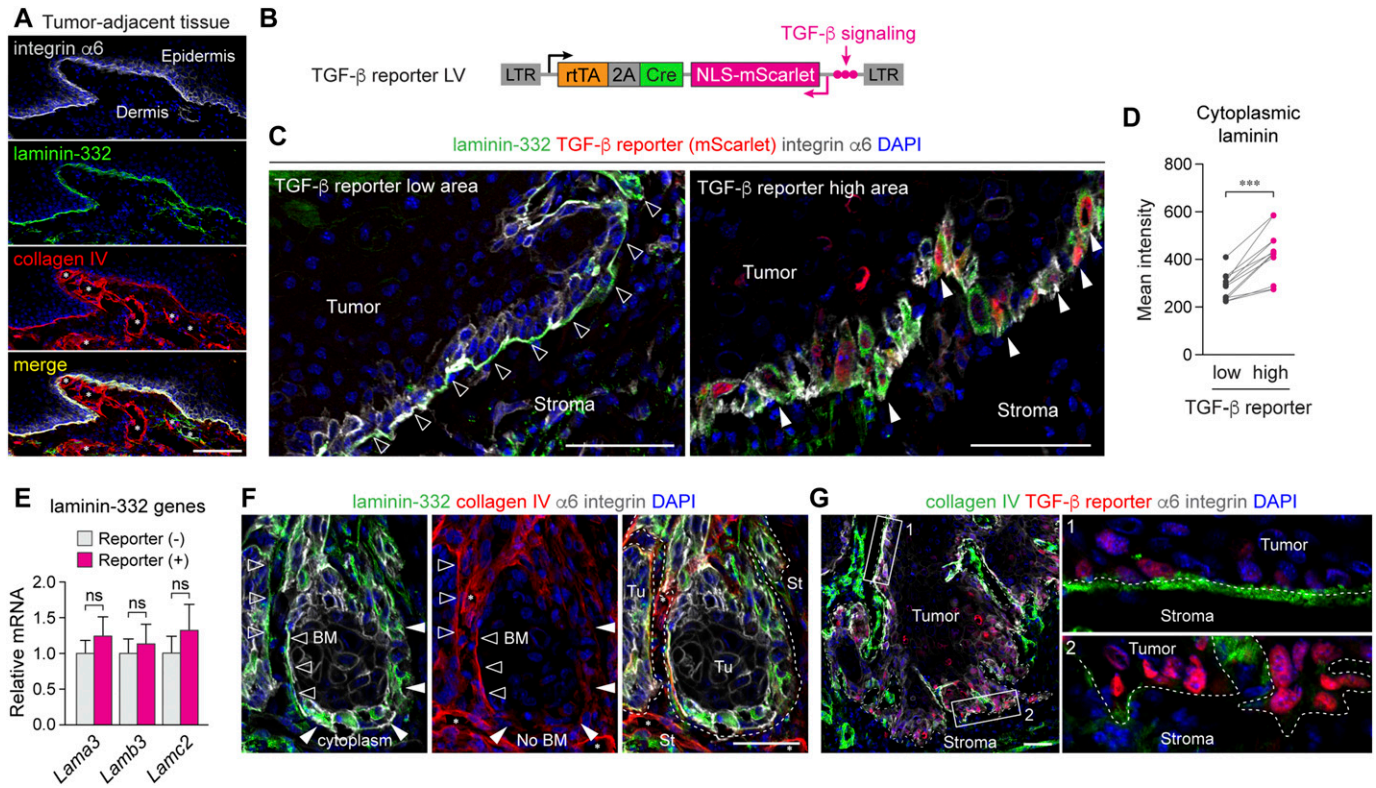 A
Tumor-adjacent tissue
integrin α6
Epidermis
Dermis
laminin-332
collagen IV
*
*
*
*
*
*
merge
*
*
*
*
*
*
B
TGF-β signaling
TGF-β reporter LV
LTR
rtTA
2A
Cre
NLS-mScarlet
LTR
C
laminin-332 TGF-β reporter (mScarlet) integrin α6 DAPI
TGF-β reporter low area
Tumor
Stroma
TGF-β reporter high area
Tumor
Stroma
D
Cytoplasmic
laminin
800
600
400
200
0
Mean intensity
***
low
high
TGF-β reporter
E
laminin-332 genes
Reporter (-)
Reporter (+)
2.0
1.5
1.0
0.5
0.0
Relative mRNA
ns
ns
ns
Lama3
Lamb3
Lamc2
F
laminin-332 collagen IV α6 integrin DAPI
BM
cytoplasm
*
BM
*
No BM
*
Tu
*
St
Tu
*
St
*
G
collagen IV TGF-β reporter α6 integrin DAPI
1
Tumor
2
Stroma
1
Tumor
Stroma
2
Tumor
Stroma